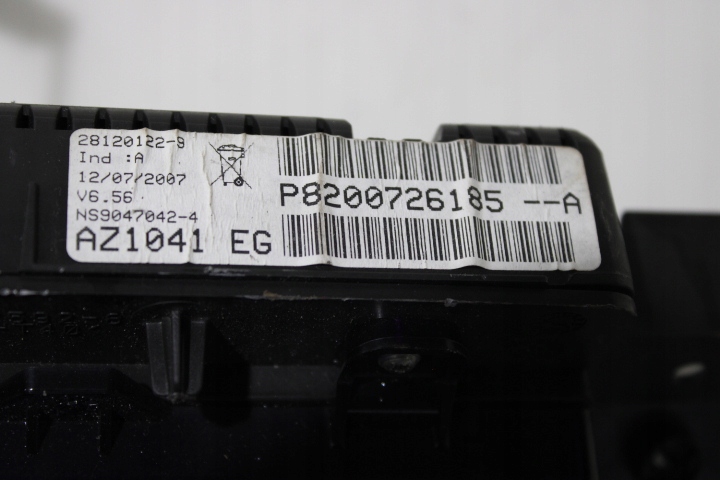 28120122-9
Ind :A
12/07/2007
V6.56
NS9047042-4
AZ1041 EG
P8200726185 --A